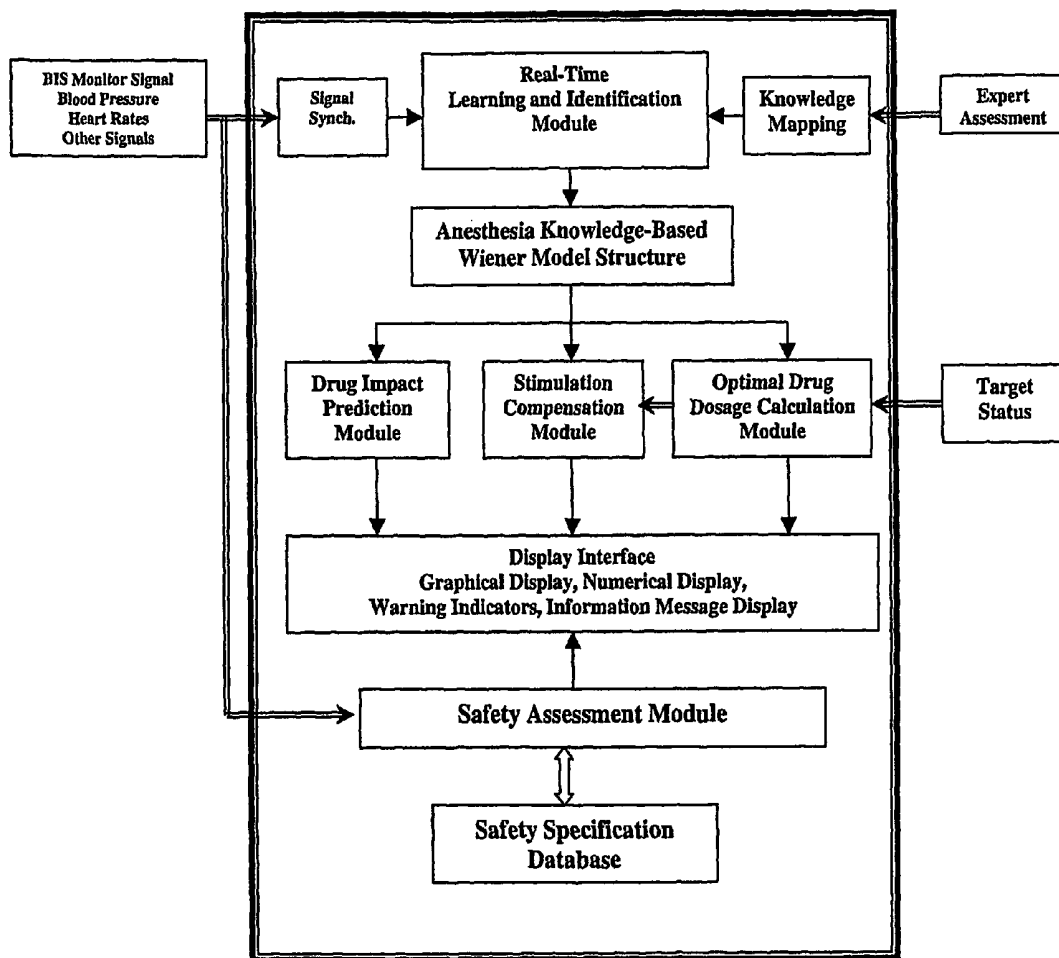 BIS Monitor Signal
Blood Pressure
Heart Rates
Other Signals
Signal
Synch.
Real-Time
Learning and Identification
Module
Knowledge
Mapping
Expert
Assessment
Anesthesia Knowledge-Based
Wiener Model Structure
Drug Impact
Prediction
Module
Stimulation
Compensation
Module
Optimal Drug
Dosage Calculation
Module
Target
Status
Display Interface
Graphical Display, Numerical Display,
Warning Indicators, Information Message Display
Safety Assessment Module
Safety Specification
Database